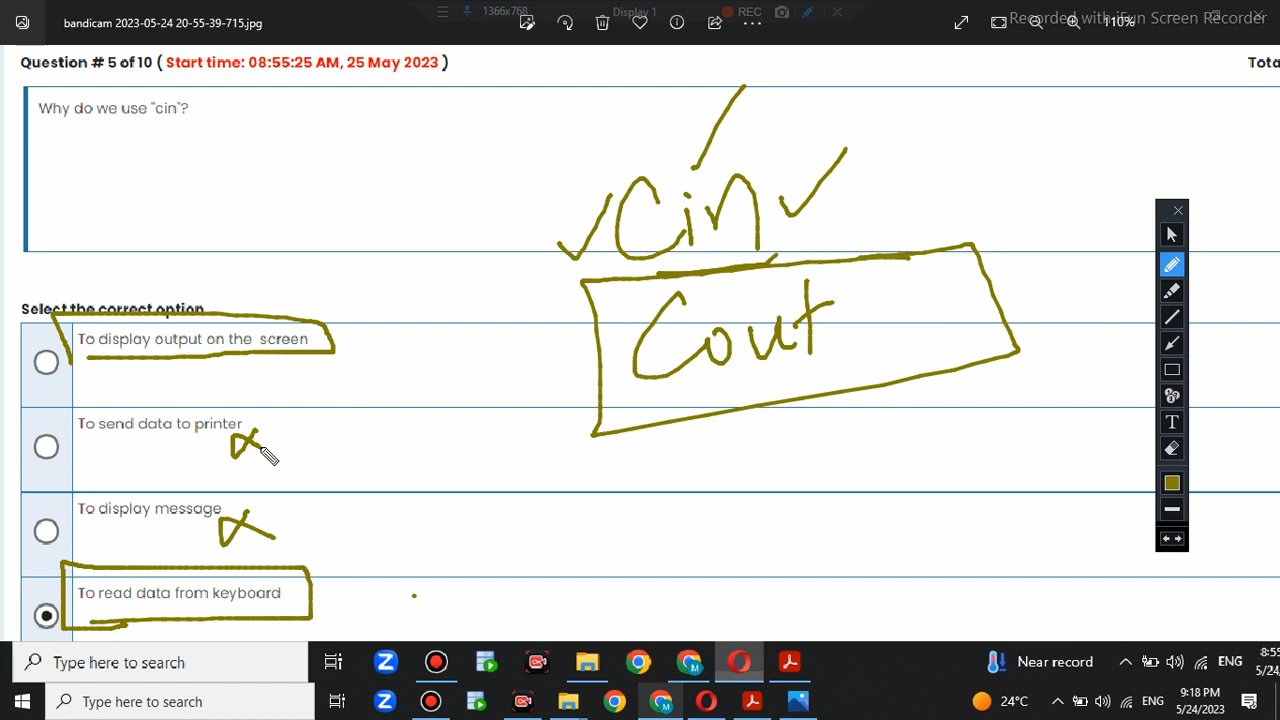 bandicam 2023-05-24 20-55-39-715.jpg
1366x768
Display 1
REC
Recorded with iFun Screen Recorder
110%
Question # 5 of 10 ( Start time: 08:55:25 AM, 25 May 2023 )
Tota
Why do we use "cin"?
Cin
Cout
Select the correct option
To display output on the screen
To send data to printer
To display message
To read data from keyboard
T
Type here to search
Near record
ENG
8:55
5/24
Type here to search
24°C
ENG
9:18 PM
5/24/2023